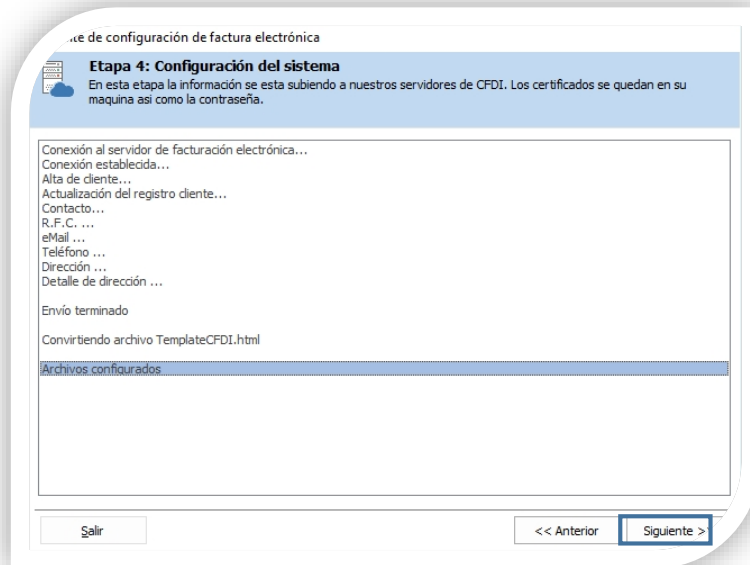 de configuración de factura electrónica
Etapa 4: Configuración del sistema
En esta etapa la información se esta subiendo a nuestros servidores de CFDI. Los certificados se quedan en su
maquina asi como la contraseña.
Conexión al servidor de facturación electrónica...
Conexión establecida...
Alta de cliente...
Actualización del registro cliente...
Contacto...
R.F.C. ...
eMail ...
Teléfono ...
Dirección ...
Detalle de dirección ...
Envío terminado
Convirtiendo archivo TemplateCFDI.html
Archivos configurados
Salir
<< Anterior
Siguiente >